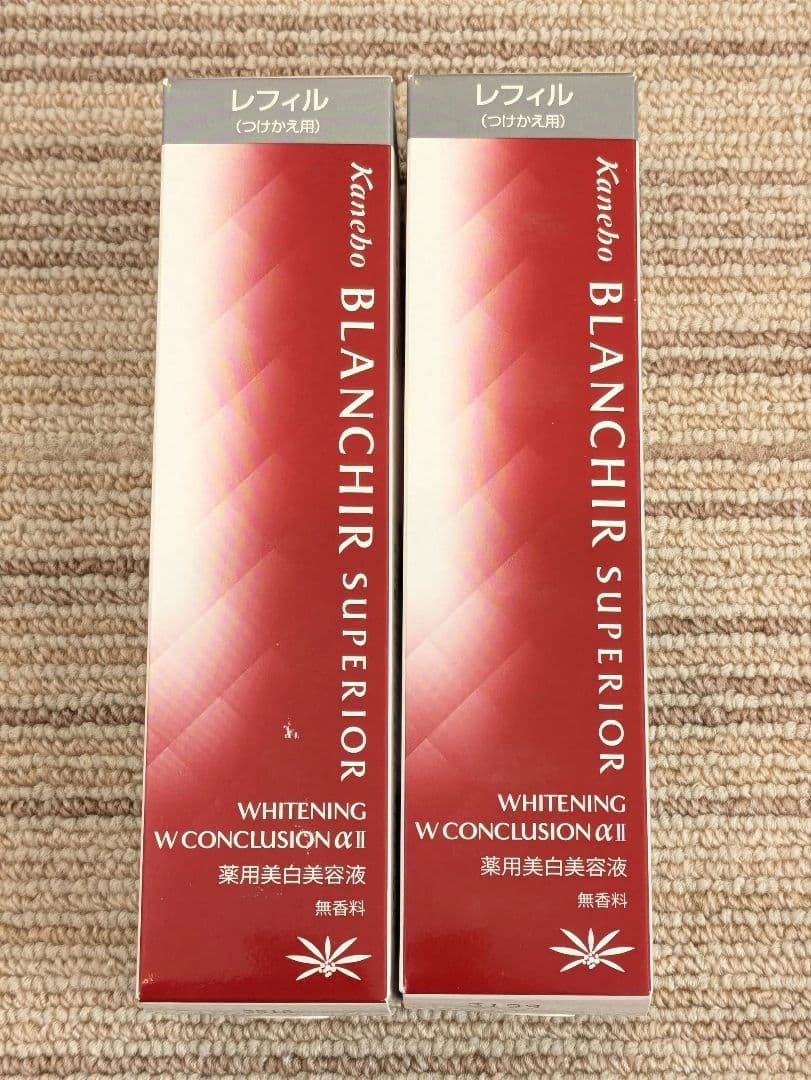 レフィル
(つけかえ用)
Kanebo
BLANCHIR SUPERIOR
WHITENING
W CONCLUSION αⅡ
薬用美白美容液
無香料
レフィル
(つけかえ用)
Kanebo
BLANCHIR SUPERIOR
WHITENING
W CONCLUSION αⅡ
薬用美白美容液
無香料